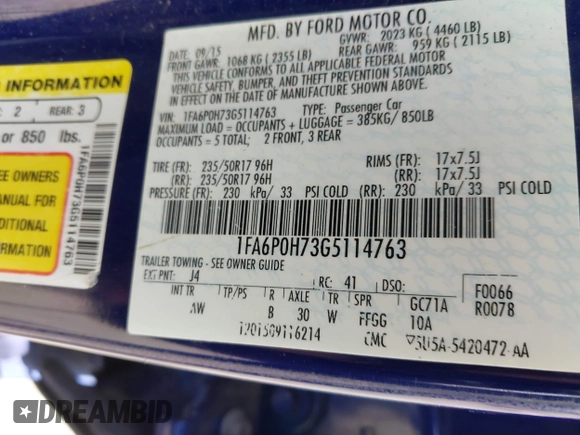 MFD. BY FORD MOTOR CO.
DATE: 09/15 GVWR: 2023 KG ( 4460 LB)
FRONT GAWR: 1068 KG ( 2355 LB) REAR GAWR: 959 KG ( 2115 LB)
THIS VEHICLE CONFORMS TO ALL APPLICABLE FEDERAL MOTOR
VEHICLE SAFETY, BUMPER, AND THEFT PREVENTION STANDARDS
IN EFFECT ON THE DATE OF MANUFACTURE SHOWN ABOVE.
VIN: 1FA6P0H73G5114763 TYPE: Passenger Car
MAXIMUM LOAD = OCCUPANTS + LUGGAGE = 385KG/ 850LB
OCCUPANTS = 5 TOTAL; 2 FRONT, 3 REAR
TIRE (FR): 235/50R17 96H RIMS (FR): 17x7.5J
(RR): 235/50R17 96H (RR): 17x7.5J
PRESSURE (FR): 230 kPa/ 33 PSI COLD (RR): 230 kPa/ 33 PSI COLD
1FA6P0H73G5114763
TRAILER TOWING - SEE OWNER GUIDE
EXT PNT: J4 RC: 41 DSO: F0066
INT TR TP/PS R AXLE TR SPR GC71A R0078
AW B 30 W FFGG 10A
1201509116214 CMC 5U5A-5420472-AA
INFORMATION
2 REAR: 3
or 850 lbs.
SEE OWNERS
MANUAL FOR
ADDITIONAL
INFORMATION
1FA6P0H73G5114763
DREAMBID